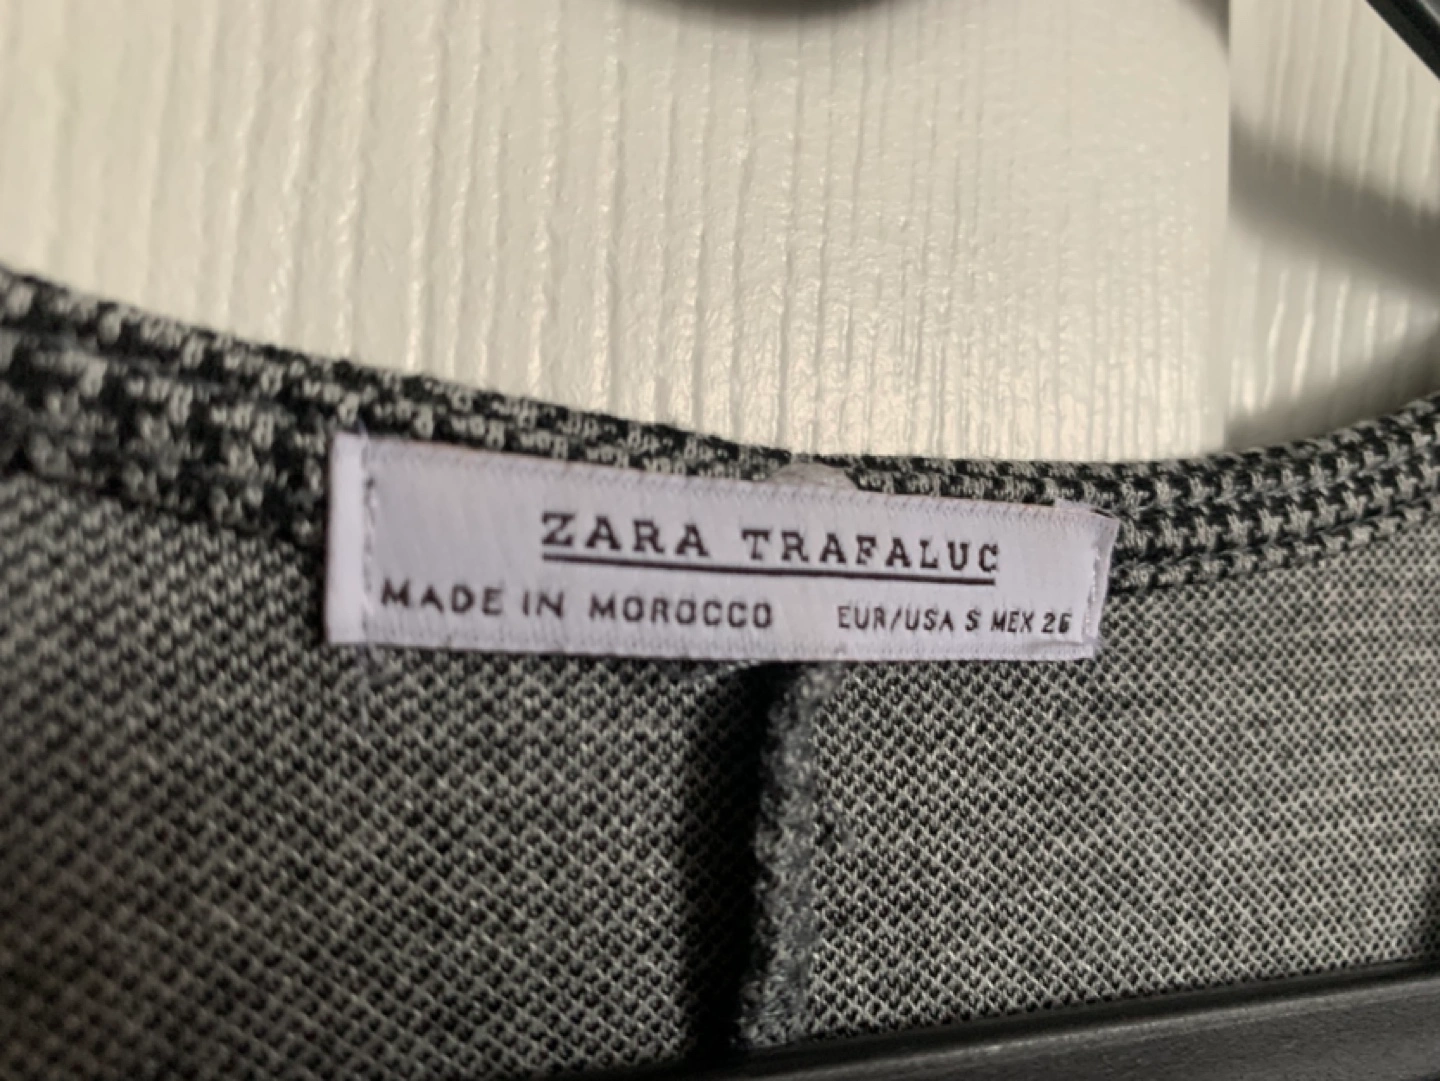 ZARA TRAFALUC
MADE IN MOROCCO EUR/USA S MEX 26